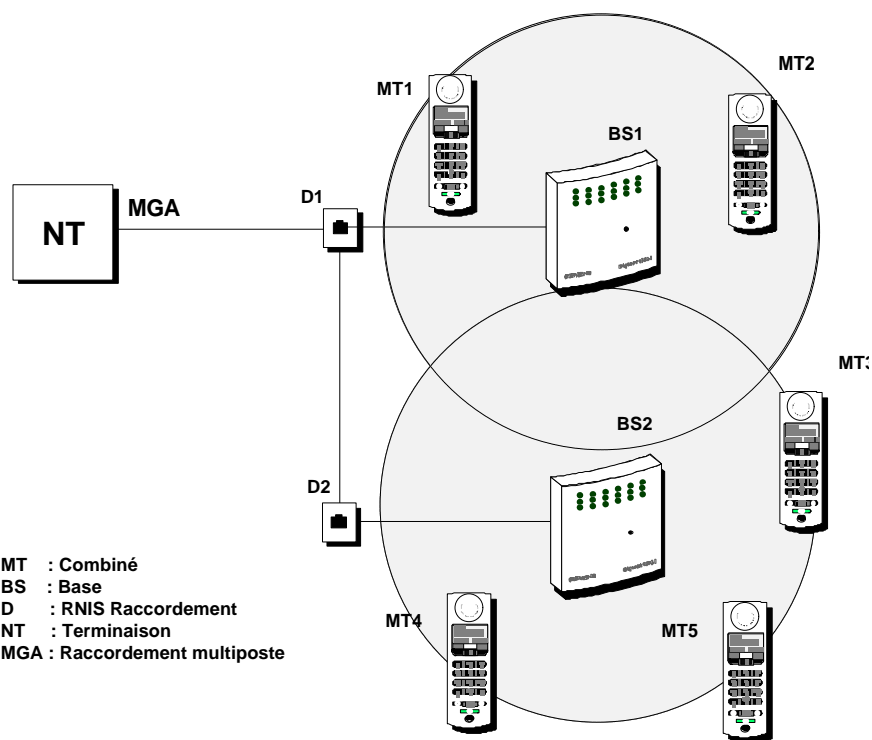 MT1
MT2
BS1
D1
MGA
NT
MT3
BS2
D2
MT : Combiné
BS : Base
D : RNIS Raccordement
NT : Terminaison
MGA : Raccordement multiposte
MT4
MT5